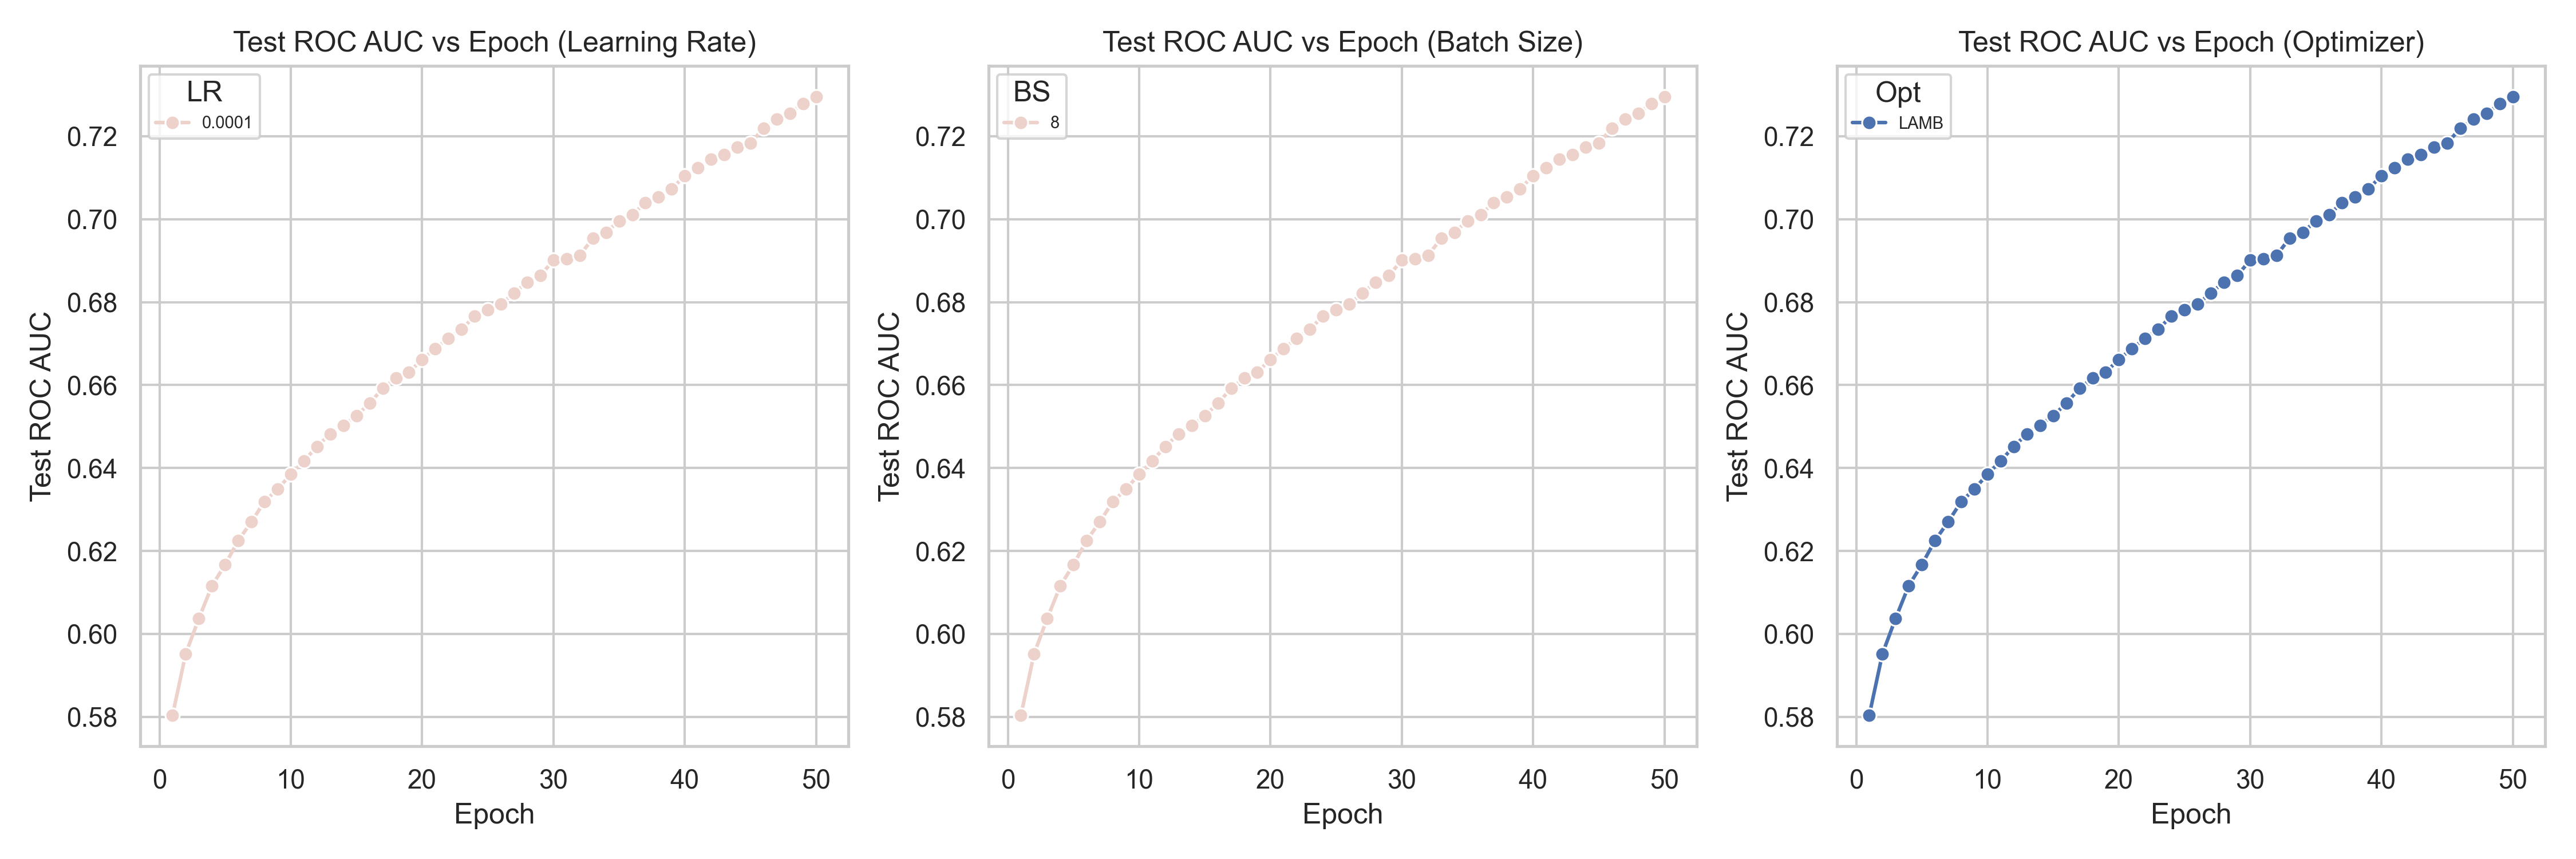 Test ROC AUC vs Epoch (Learning Rate)
LR
0.0001
0.72
0.70
0.68
0.66
0.64
0.62
0.60
0.58
Test ROC AUC
0 10 20 30 40 50
Epoch
Test ROC AUC vs Epoch (Batch Size)
BS
8
0.72
0.70
0.68
0.66
0.64
0.62
0.60
0.58
Test ROC AUC
0 10 20 30 40 50
Epoch
Test ROC AUC vs Epoch (Optimizer)
Opt
LAMB
0.72
0.70
0.68
0.66
0.64
0.62
0.60
0.58
Test ROC AUC
0 10 20 30 40 50
Epoch